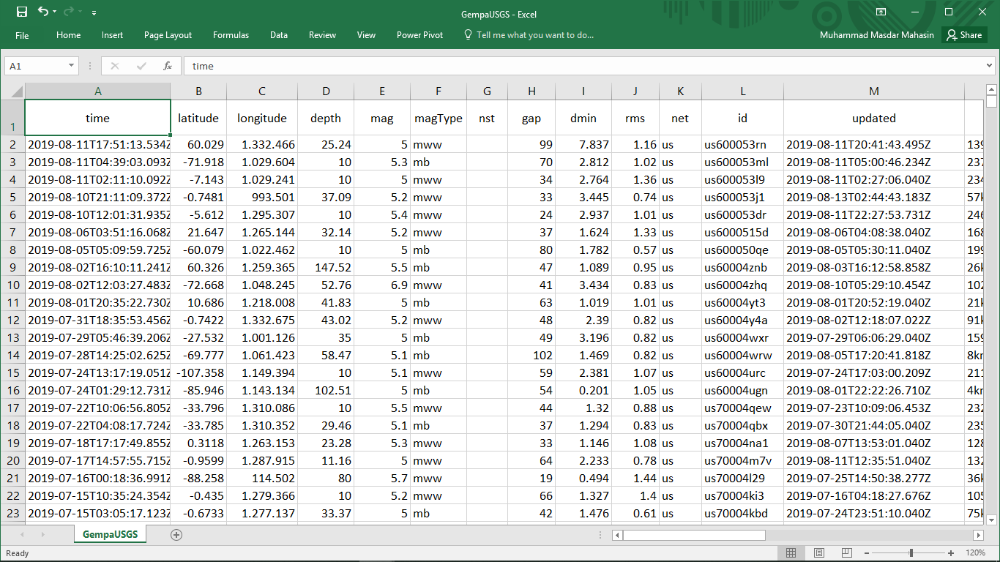 GempaUSGS - Excel
File Home Insert Page Layout Formulas Data Review View Power Pivot Tell me what you want to do... Muhammad Masdar Mahasin Share
A1 fx time
A B C D E F G H I J K L M
1 time latitude longitude depth mag magType nst gap dmin rms net id updated
2 2019-08-11T17:51:13.534Z 60.029 1.332.466 25.24 5 mww 99 7.837 1.16 us us600053rn 2019-08-11T20:41:43.495Z 139
3 2019-08-11T04:39:03.093Z -71.918 1.029.604 10 5.3 mb 70 2.812 1.02 us us600053ml 2019-08-11T05:00:46.234Z 237
4 2019-08-11T02:11:10.092Z -7.143 1.029.241 10 5 mww 34 2.764 1.36 us us600053l9 2019-08-11T02:27:06.040Z 234
5 2019-08-10T21:11:09.372Z -0.7481 993.501 37.09 5.2 mww 33 3.445 0.74 us us600053j1 2019-08-13T02:44:43.183Z 57k
6 2019-08-10T12:01:31.935Z -5.612 1.295.307 10 5.4 mww 24 2.937 1.01 us us600053dr 2019-08-11T22:27:53.731Z 246
7 2019-08-06T03:51:16.068Z 21.647 1.265.144 32.14 5.2 mww 37 1.624 1.33 us us6000515d 2019-08-06T04:08:38.040Z 168
8 2019-08-05T05:09:59.725Z -60.079 1.022.462 10 5 mb 80 1.782 0.57 us us600050qe 2019-08-05T05:30:11.040Z 199
9 2019-08-02T16:10:11.241Z 60.326 1.259.365 147.52 5.5 mb 47 1.089 0.95 us us60004znb 2019-08-03T16:12:58.858Z 26k
10 2019-08-02T12:03:27.483Z -72.668 1.048.245 52.76 6.9 mww 41 3.434 0.83 us us60004zhq 2019-08-10T05:29:10.454Z 102
11 2019-08-01T20:35:22.730Z 10.686 1.218.008 41.83 5 mb 63 1.019 1.01 us us60004yt3 2019-08-01T20:52:19.040Z 21k
12 2019-07-31T18:35:53.456Z -0.7422 1.332.675 43.02 5.2 mww 48 2.39 0.82 us us60004y4a 2019-08-02T12:18:07.022Z 91k
13 2019-07-29T05:46:39.206Z -27.532 1.001.126 35 5 mb 49 3.196 0.82 us us60004wxr 2019-07-29T06:06:29.040Z 159
14 2019-07-28T14:25:02.625Z -69.777 1.061.423 58.47 5.1 mb 102 1.469 0.82 us us60004wrw 2019-08-05T17:20:41.818Z 8km
15 2019-07-24T13:17:19.051Z -107.358 1.149.394 10 5.1 mww 59 2.381 1.07 us us60004urc 2019-07-24T17:03:00.209Z 211
16 2019-07-24T01:29:12.731Z -85.946 1.143.134 102.51 5 mb 54 0.201 1.05 us us60004ugn 2019-08-01T22:22:26.710Z 4km
17 2019-07-22T10:06:56.805Z -33.796 1.310.086 10 5.5 mww 44 1.32 0.88 us us70004qew 2019-07-23T10:09:06.453Z 232
18 2019-07-22T04:08:17.724Z -33.785 1.310.352 29.46 5.1 mb 37 1.294 0.83 us us70004qbx 2019-07-30T21:44:05.040Z 235
19 2019-07-18T17:17:49.855Z 0.3118 1.263.153 23.28 5.3 mww 33 1.146 1.08 us us70004na1 2019-08-07T13:53:01.040Z 128
20 2019-07-17T14:57:55.715Z -0.9599 1.287.915 11.16 5 mww 64 2.233 0.78 us us70004m7v 2019-08-11T12:35:51.040Z 132
21 2019-07-16T00:18:36.991Z -88.258 114.502 80 5.7 mww 19 0.494 1.44 us us70004l29 2019-07-25T14:50:38.277Z 36k
22 2019-07-15T10:35:24.354Z -0.435 1.279.366 10 5.2 mww 66 1.327 1.4 us us70004ki3 2019-07-16T04:18:27.676Z 105
23 2019-07-15T03:05:17.123Z -0.6733 1.277.137 33.37 5 mb 42 1.476 0.61 us us70004kbd 2019-07-24T23:51:10.040Z 75k
GempaUSGS
Ready 120%